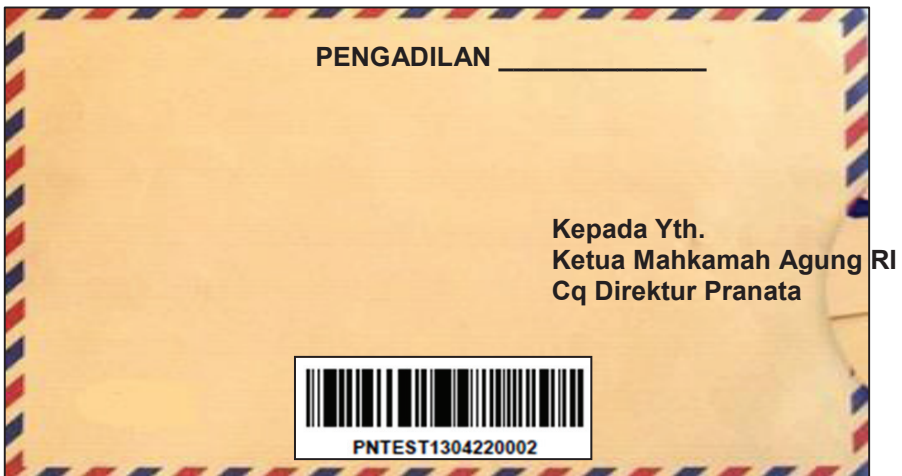 PENGADILAN ______________
Kepada Yth.
Ketua Mahkamah Agung RI
Cq Direktur Pranata
PNTEST1304220002